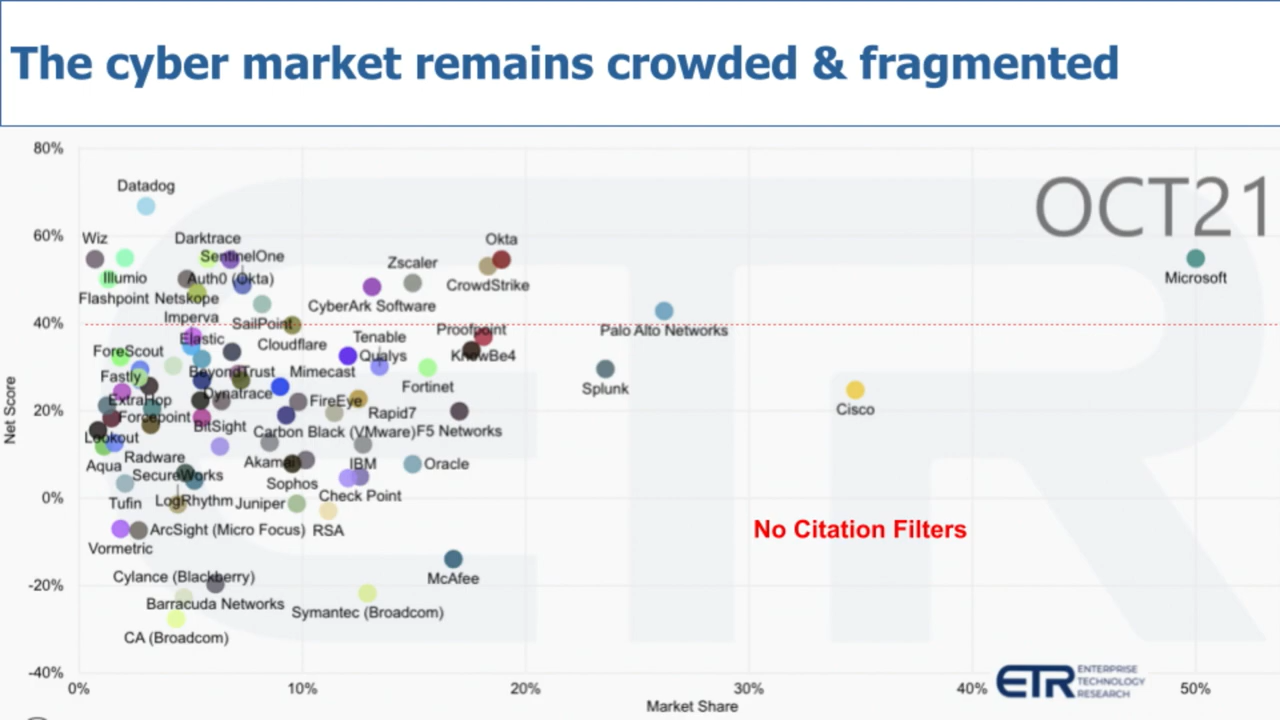 The cyber market remains crowded & fragmented
80%
OCT21
Datadog
60%
Wiz
Darktrace
Okta
SentinelOne
Zscaler
Illumio
Auth0 (Okta)
CrowdStrike
Microsoft
Flashpoint
Netskope
CyberArk Software
Imperva
40%
SailPoint
Proofpoint
Palo Alto Networks
Elastic
Cloudflare
Tenable
ForeScout
Qualys
KnowBe4
Fastly
BeyondTrust
Mimecast
Fortinet
Splunk
ExtraHop
Dynatrace
FireEye
20%
Forcepoint
Rapid7
Cisco
BitSight
Carbon Black (VMware)
F5 Networks
Lookout
Radware
Akamai
IBM
Oracle
Aqua
SecureWorks
Sophos
Check Point
0%
Tufin
LogRhythm
Juniper
ArcSight (Micro Focus)
RSA
No Citation Filters
Vormetric
Cylance (Blackberry)
McAfee
-20%
Barracuda Networks
Symantec (Broadcom)
CA (Broadcom)
-40%
Net Score
0%
10%
20%
30%
40%
50%
Market Share
ETR
ENTERPRISE
TECHNOLOGY
RESEARCH